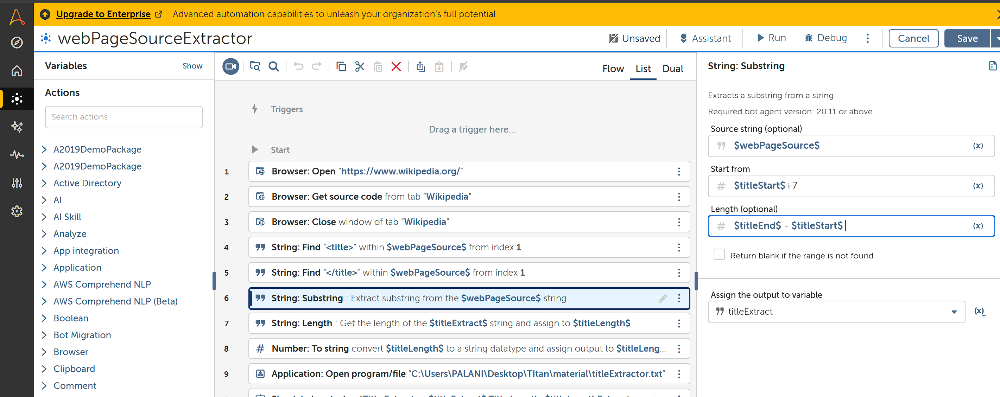 Upgrade to Enterprise Advanced automation capabilities to unleash your organization’s full potential.
webPageSourceExtractor
Unsaved Assistant Run Debug Cancel Save
Variables Show
Actions
Search actions
A2019DemoPackage
A2019DemoPackage
Active Directory
AI
AI Skill
Analyze
App integration
Application
AWS Comprehend NLP
AWS Comprehend NLP (Beta)
Boolean
Bot Migration
Browser
Clipboard
Comment
Flow List Dual
Triggers
Drag a trigger here...
Start
1 Browser: Open “https://www.wikipedia.org/”
2 Browser: Get source code from tab “Wikipedia”
3 Browser: Close window of tab “Wikipedia”
4 String: Find “<title>” within $webPageSource$ from index 1
5 String: Find “</title>” within $webPageSource$ from index 1
6 String: Substring : Extract substring from the $webPageSource$ string
7 String: Length : Get the length of the $titleExtract$ string and assign to $titleLength$
8 Number: To string convert $titleLength$ to a string datatype and assign output to $titleLeng...
9 Application: Open program/file “C:\Users\PALANI\Desktop\TItan\material\titleExtractor.txt”
String: Substring
Extracts a substring from a string.
Required bot agent version: 20.11 or above
Source string (optional)
$webPageSource$ (x)
Start from
# $titleStart$+7 (x)
Length (optional)
# $titleEnd$ - $titleStart$ (x)
Return blank if the range is not found
Assign the output to variable
titleExtract (x)+